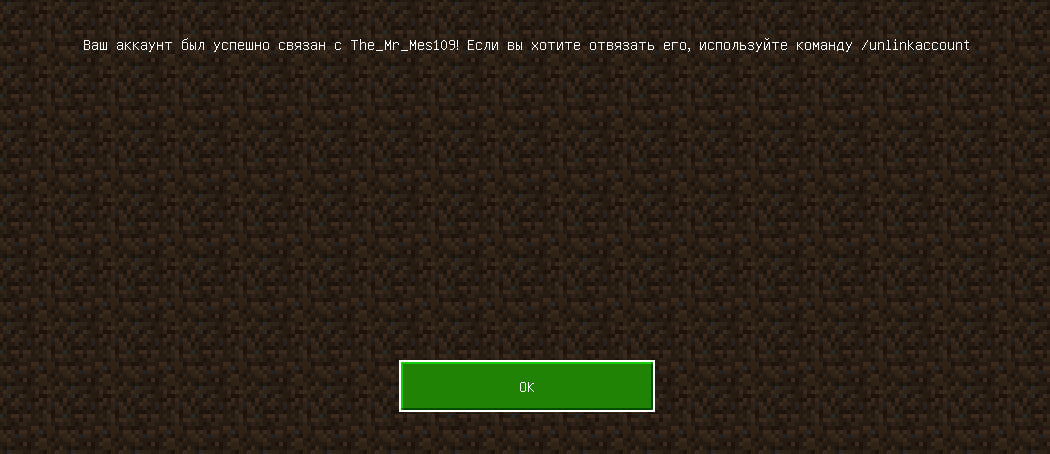 Ваш аккаунт был успешно связан с The_Mr_Mes109! Если вы хотите отвязать его, используйте команду /unlinkaccount
OK